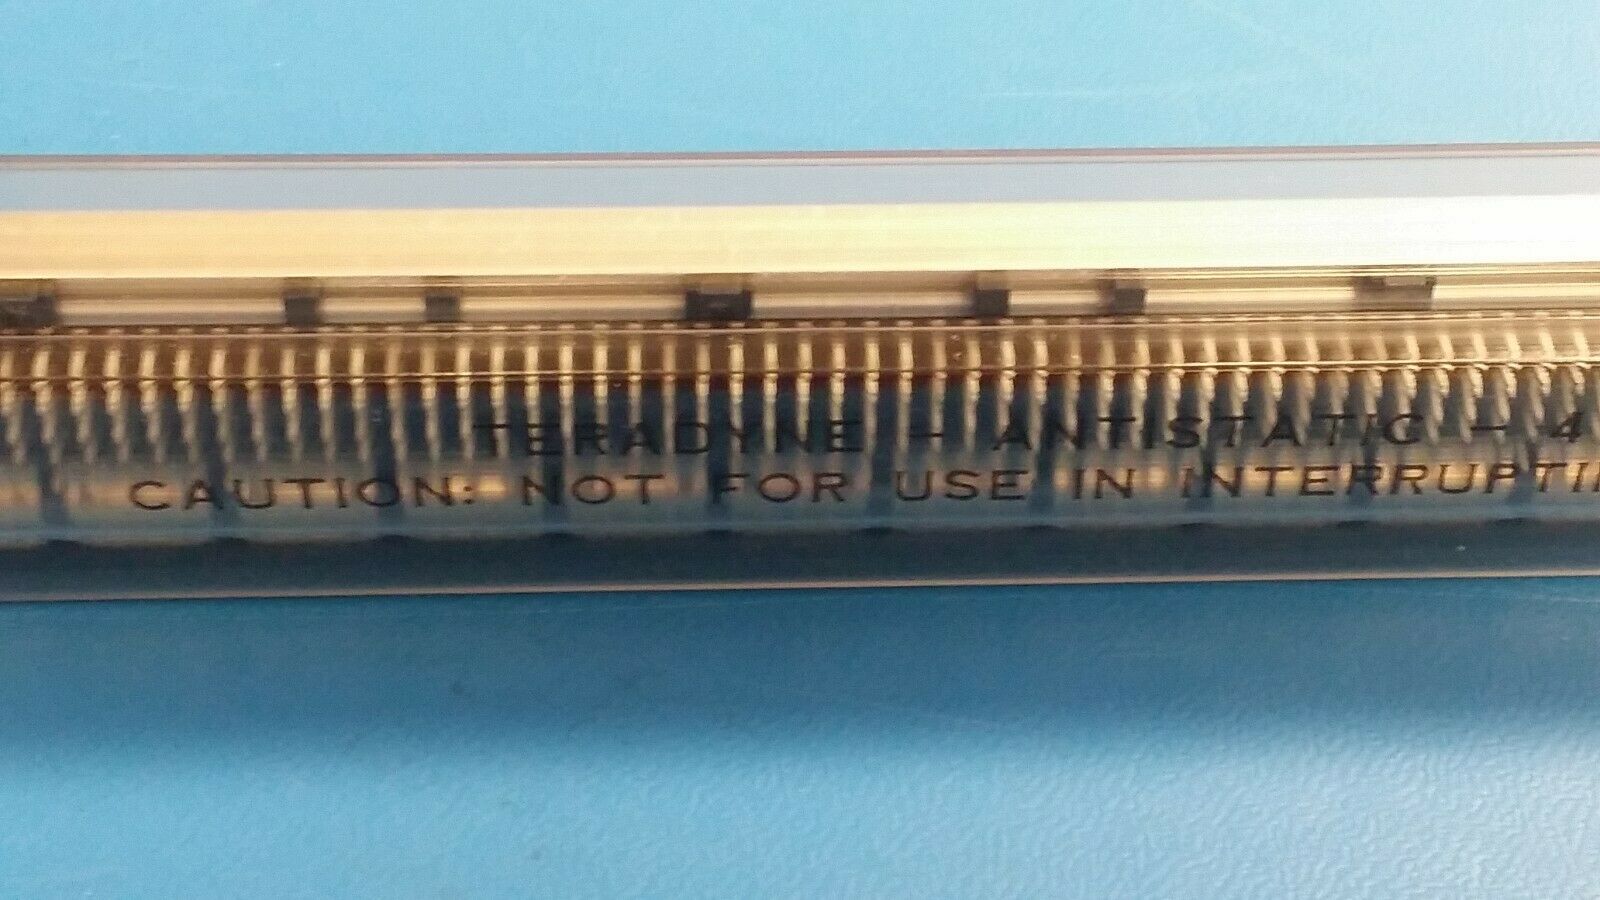 TERADYNE - ANTISTATIC - 4
CAUTION: NOT FOR USE IN INTERRUPTI